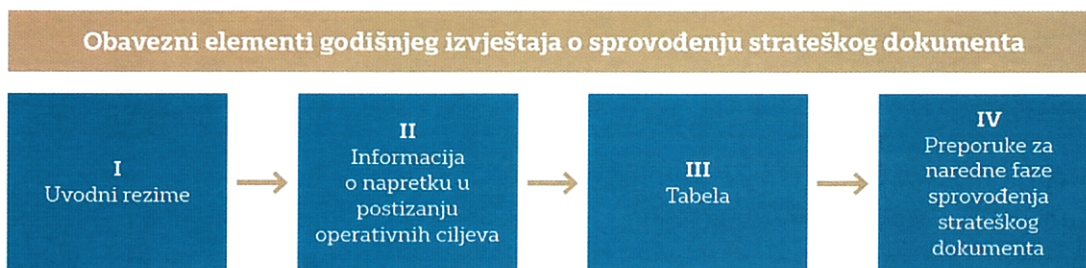 Obavezni elementi godišnjeg izvještaja o sprovođenju strateškog dokumenta
I
Uvodni rezime
II
Informacija
o napretku u
postizanju
operativnih ciljeva
III
Tabela
IV
Preporuke za
naredne faze
sprovođenja
strateškog
dokumenta